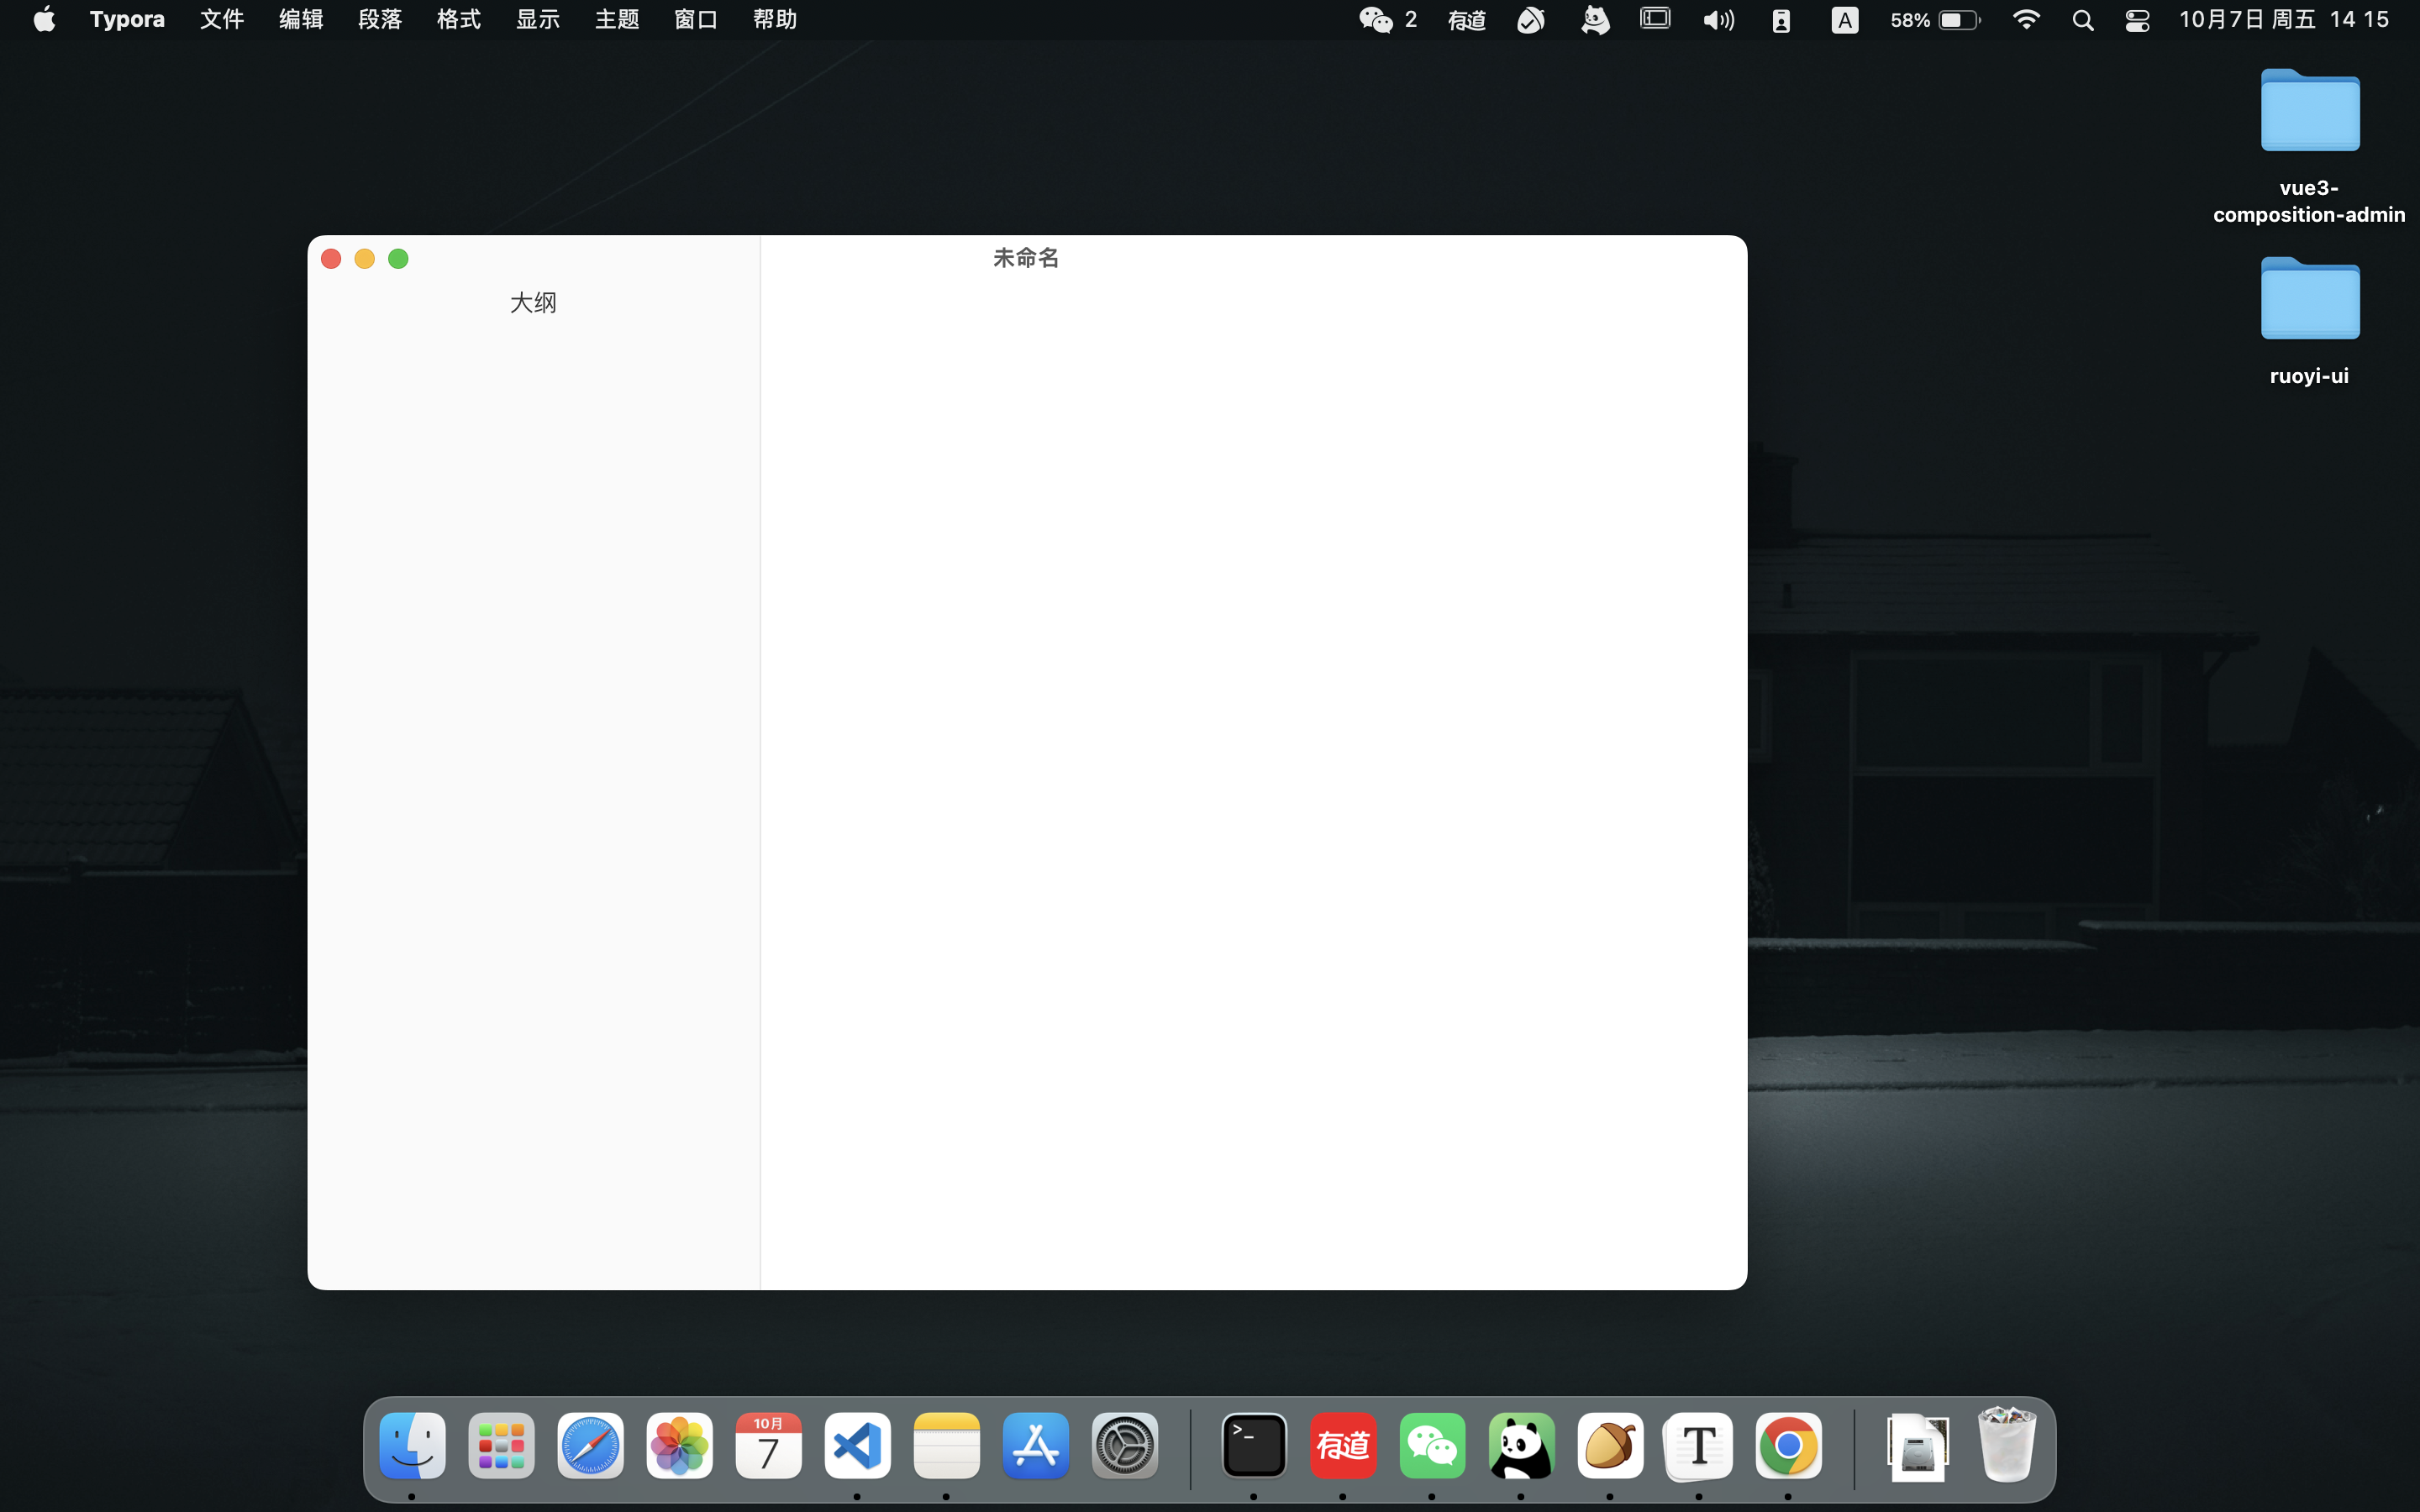 Typora 文件 编辑 段落 格式 显示 主题 窗口 帮助 2 有道 A 58% 10月7日 周五 14 15
vue3-
composition-admin
ruoyi-ui
未命名
大纲
10月
7
>_
有道
T